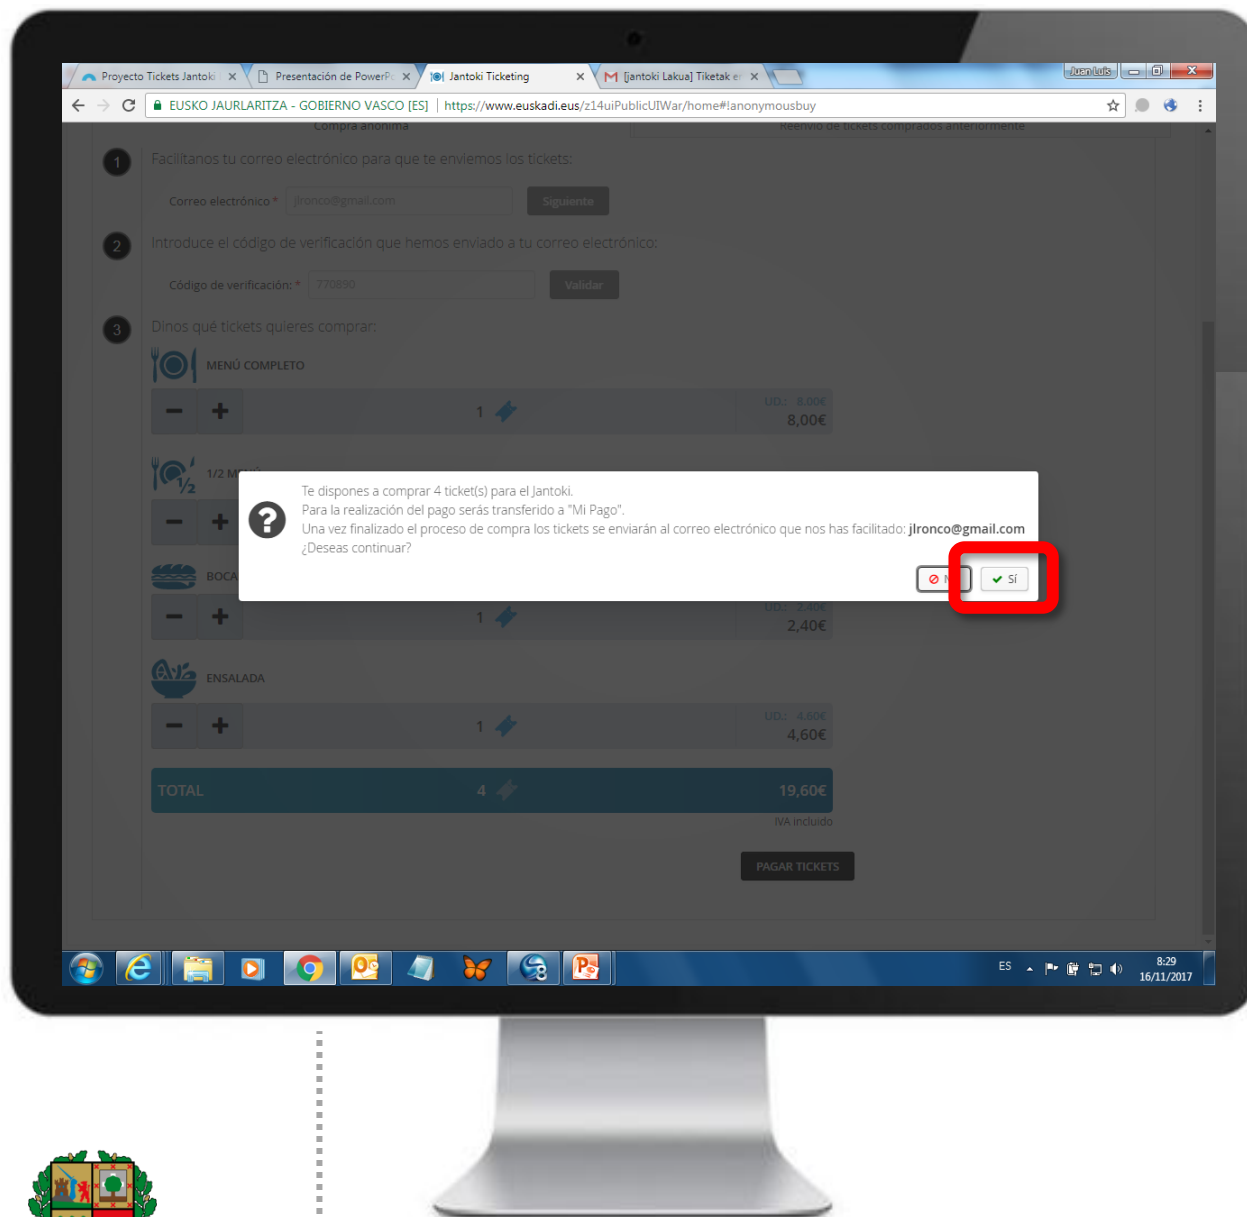 Juan Luis
Proyecto Tickets Jantoki
Presentación de PowerPo
Jantoki Ticketing
[jantoki Lakua] Tiketak e
EUSKO JAURLARITZA - GOBIERNO VASCO [ES] https://www.euskadi.eus/z14uiPublicUIWar/home#!anonymousbuy
Compra anónima
Reenvío de tickets comprados anteriormente
1 Facilítanos tu correo electrónico para que te enviemos los tickets:
Correo electrónico * jlronco@gmail.com Siguiente
2 Introduce el código de verificación que hemos enviado a tu correo electrónico:
Código de verificación: * 770890 Validar
3 Dinos qué tickets quieres comprar:
MENÚ COMPLETO
UD.: 8,00€
1 8,00€
1/2
Te dispones a comprar 4 ticket(s) para el Jantoki.
Para la realización del pago serás transferido a "Mi Pago".
Una vez finalizado el proceso de compra los tickets se enviarán al correo electrónico que nos has facilitado: jlronco@gmail.com
¿Deseas continuar?
Sí
1/2 M
BOCA
UD.: 2,40€
1 2,40€
ENSALADA
UD.: 4,60€
1 4,60€
TOTAL 4 19,60€
IVA incluido
PAGAR TICKETS
ES
8:29
16/11/2017